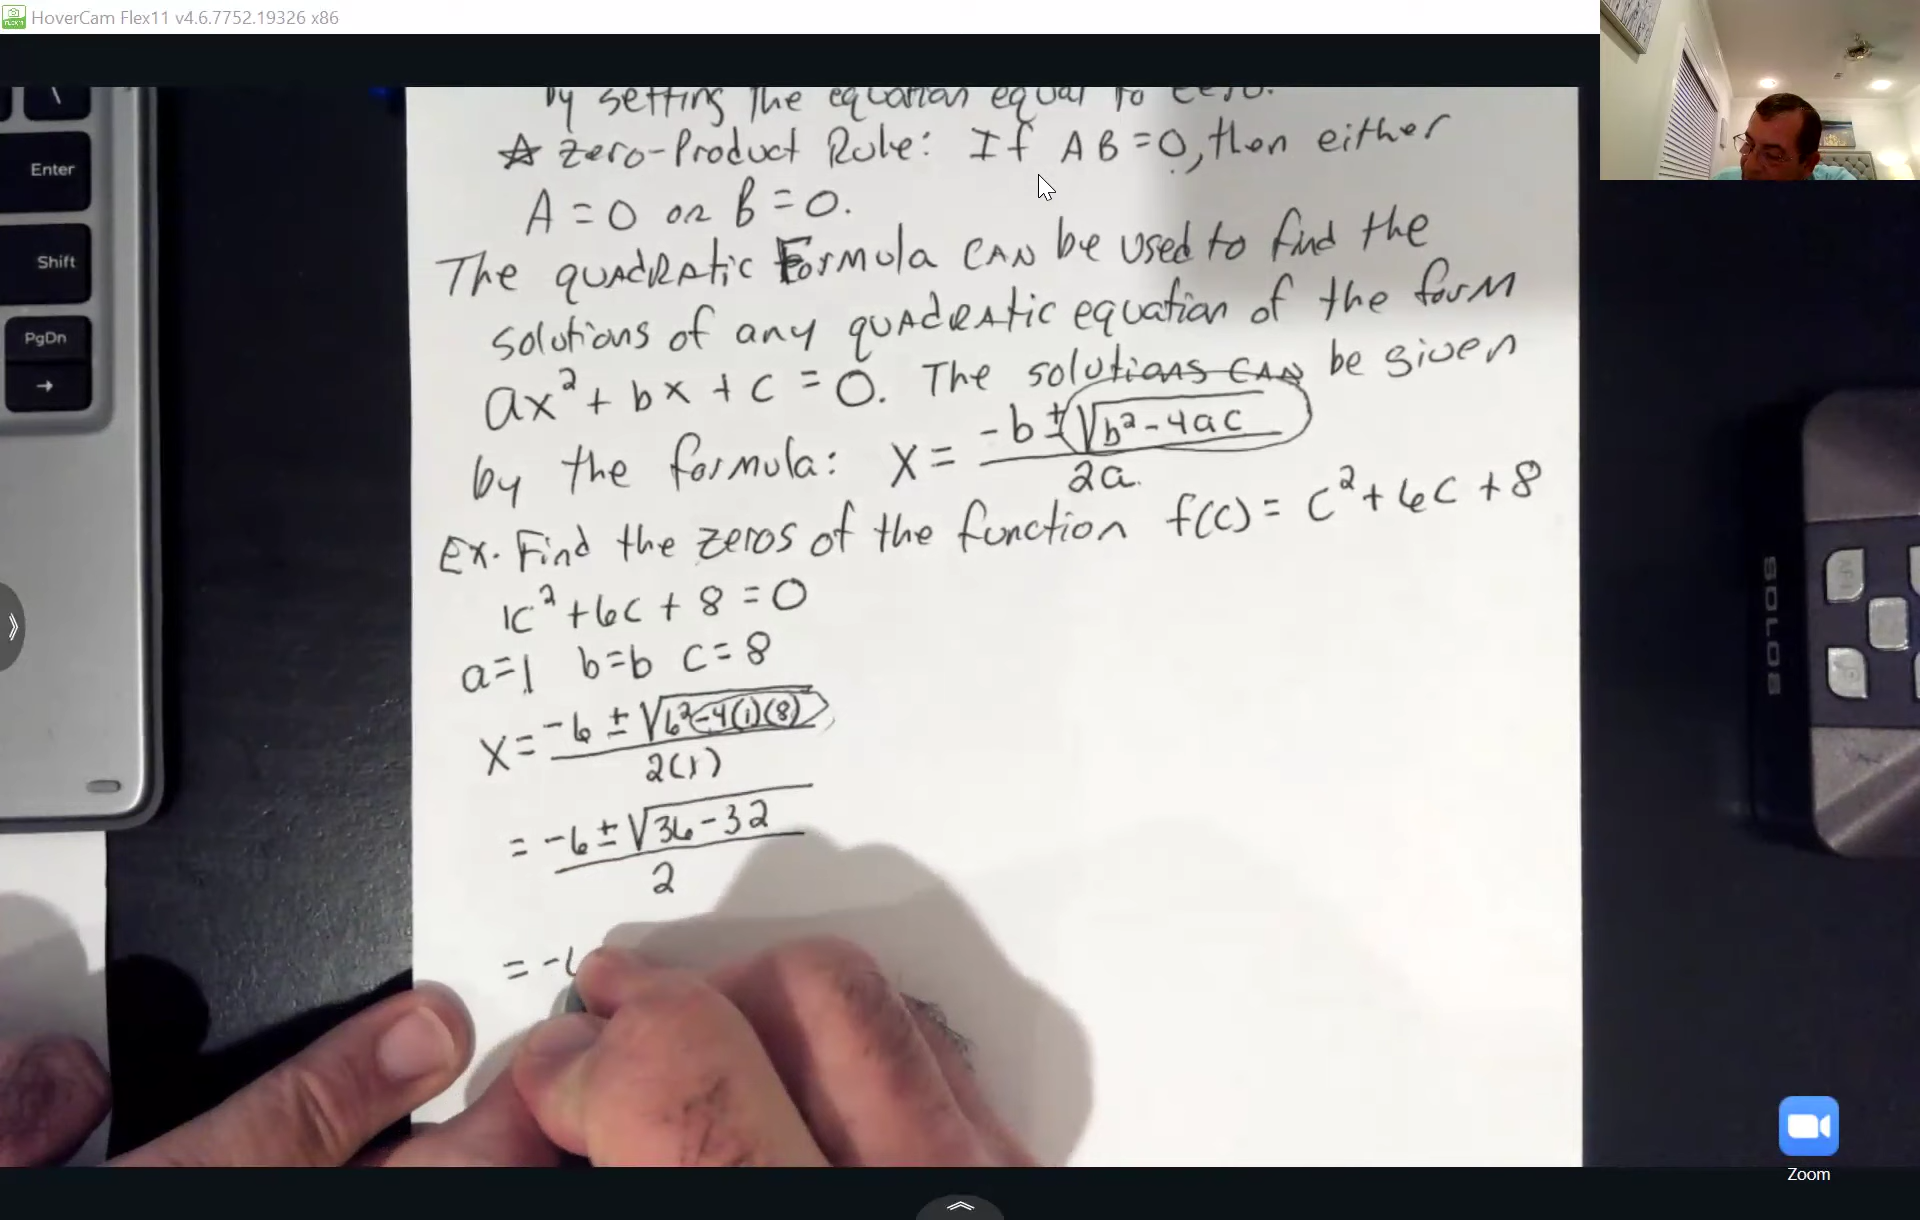 HoverCam Flex11 v4.6.7752.19326 x86
by setting the equation equal to zero.
☆ Zero-Product Rule: If AB=0, then either
A=0 or B=0.
The quadratic Formula can be used to find the
solutions of any quadratic equation of the form
ax²+bx+c=0. The solutions can be given
by the formula: x = (-b±√(b²-4ac))/2a.
Ex. Find the zeros of the function f(c)= c²+6c+8
1c²+6c+8=0
a=1 b=6 c=8
x= (-6±√(6²-4(1)(8)))/2(1)
= (-6±√(36-32))/2
= -6
\
Enter
Shift
PgDn
→
SOLO8
Zoom